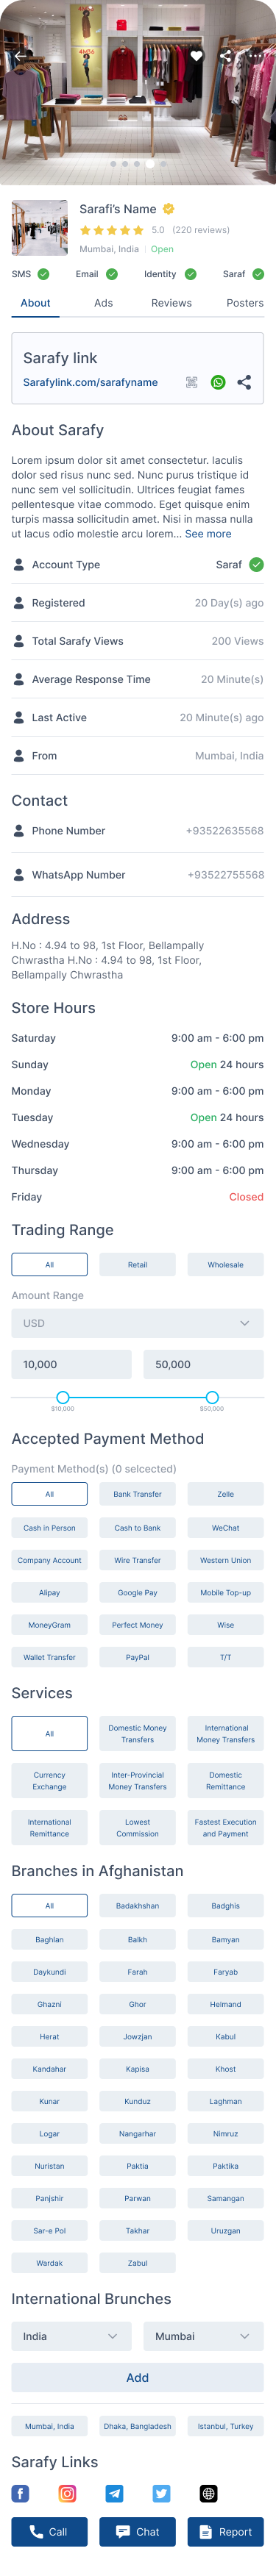 Sarafi's Name
5.0 (220 reviews)
Mumbai, India Open
SMS Email Identity Saraf
About Ads Reviews Posters
Sarafy link
Sarafylink.com/sarafyname
About Sarafy
Lorem ipsum dolor sit amet consectetur. Iaculis
dolor sed risus nunc sed. Nunc purus tristique id
nunc sem vel sollicitudin. Ultrices feugiat fames
pellentesque vitae commodo. Eget quisque enim
turpis massa sollicitudin amet. Nisi in massa nulla
ut lacus odio molestie arcu lorem... See more
Account Type Saraf
Registered 20 Day(s) ago
Total Sarafy Views 200 Views
Average Response Time 20 Minute(s)
Last Active 20 Minute(s) ago
From Mumbai, India
Contact
Phone Number +93522635568
WhatsApp Number +93522755568
Address
H.No : 4.94 to 98, 1st Floor, Bellampally
Chwrastha H.No : 4.94 to 98, 1st Floor,
Bellampally Chwrastha
Store Hours
Saturday 9:00 am - 6:00 pm
Sunday Open 24 hours
Monday 9:00 am - 6:00 pm
Tuesday Open 24 hours
Wednesday 9:00 am - 6:00 pm
Thursday 9:00 am - 6:00 pm
Friday Closed
Trading Range
All Retail Wholesale
Amount Range
USD
10,000 50,000
$10,000 $50,000
Accepted Payment Method
Payment Method(s) (0 selcected)
All Bank Transfer Zelle
Cash in Person Cash to Bank WeChat
Company Account Wire Transfer Western Union
Alipay Google Pay Mobile Top-up
MoneyGram Perfect Money Wise
Wallet Transfer PayPal T/T
Services
All Domestic Money Transfers International Money Transfers
Currency Exchange Inter-Provincial Money Transfers Domestic Remittance
International Remittance Lowest Commission Fastest Execution and Payment
Branches in Afghanistan
All Badakhshan Badghis
Baghlan Balkh Bamyan
Daykundi Farah Faryab
Ghazni Ghor Helmand
Herat Jowzjan Kabul
Kandahar Kapisa Khost
Kunar Kunduz Laghman
Logar Nangarhar Nimruz
Nuristan Paktia Paktika
Panjshir Parwan Samangan
Sar-e Pol Takhar Uruzgan
Wardak Zabul
International Brunches
India Mumbai
Add
Mumbai, India Dhaka, Bangladesh Istanbul, Turkey
Sarafy Links
Call Chat Report